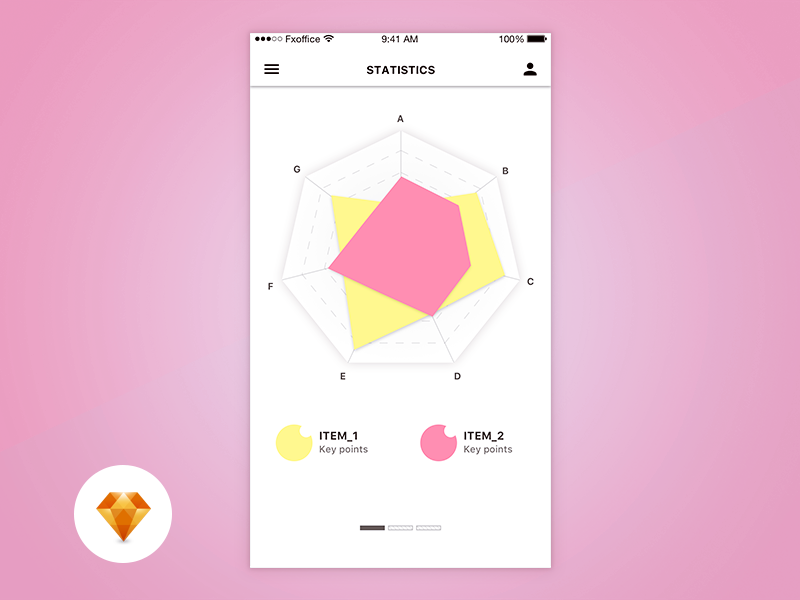 Fxoffice 9:41 AM 100%
STATISTICS
A
B
C
D
E
F
G
ITEM_1
Key points
ITEM_2
Key points